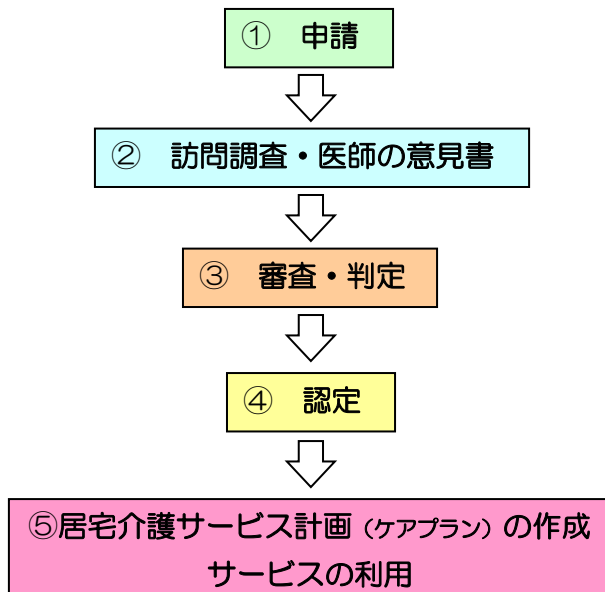 ① 申請
② 訪問調査・医師の意見書
③ 審査・判定
④ 認定
⑤居宅介護サービス計画（ケアプラン）の作成
サービスの利用